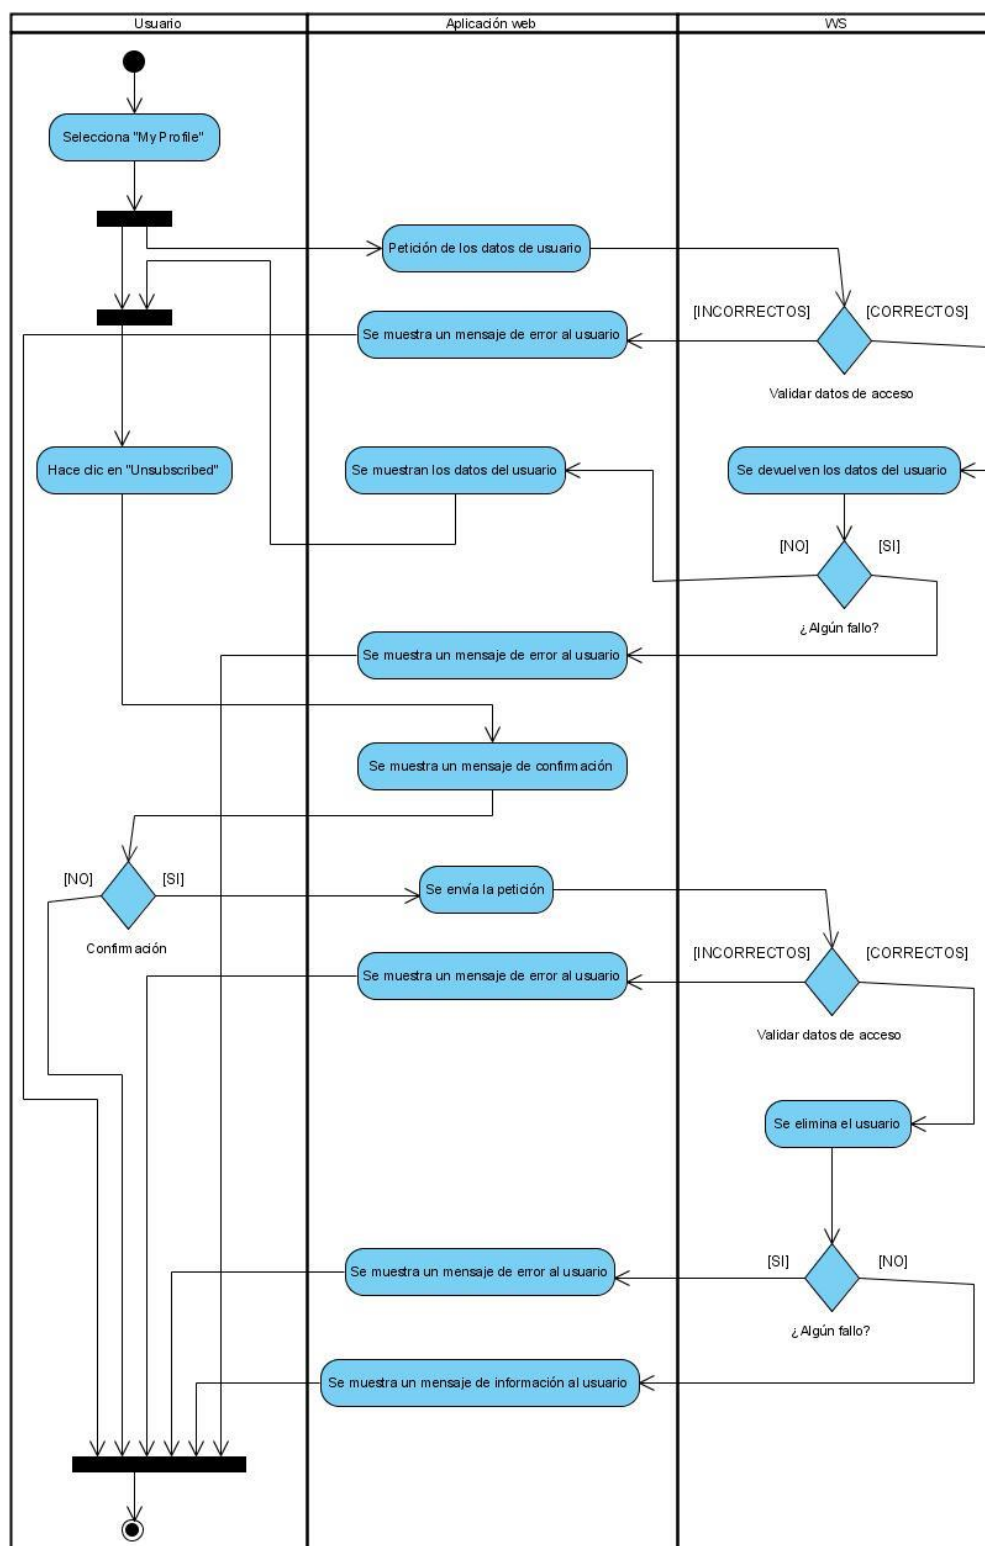 Usuario
Aplicación web
WS
Selecciona "My Profile"
Petición de los datos de usuario
[INCORRECTOS]
[CORRECTOS]
Se muestra un mensaje de error al usuario
Validar datos de acceso
Hace clic en "Unsubscribed"
Se muestran los datos del usuario
Se devuelven los datos del usuario
[NO]
[SI]
¿Algún fallo?
Se muestra un mensaje de error al usuario
Se muestra un mensaje de confirmación
[NO]
[SI]
Se envía la petición
Confirmación
[INCORRECTOS]
[CORRECTOS]
Se muestra un mensaje de error al usuario
Validar datos de acceso
Se elimina el usuario
[SI]
[NO]
Se muestra un mensaje de error al usuario
¿Algún fallo?
Se muestra un mensaje de información al usuario